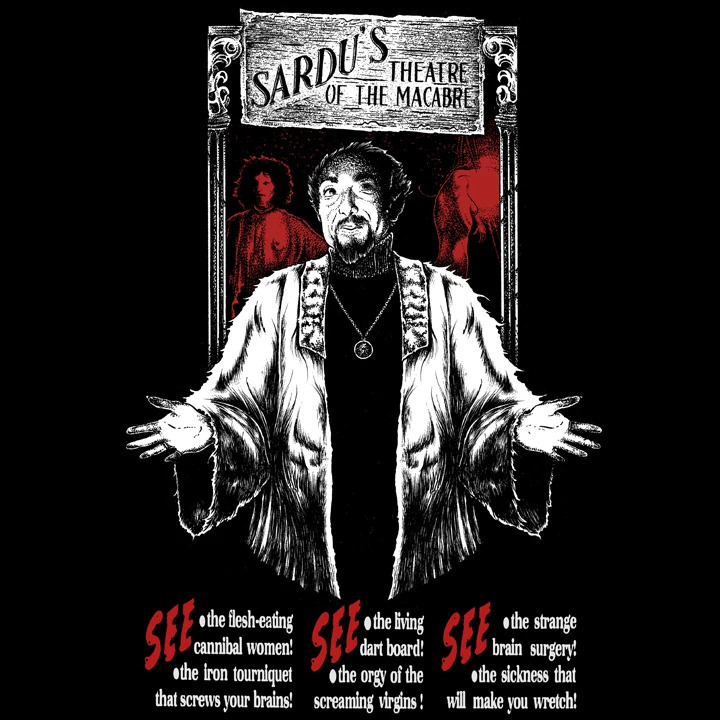 SARDU'S THEATRE
OF THE MACABRE
SEE •the flesh-eating
cannibal women!
•the iron tourniquet
that screws your brains!
SEE •the living
dart board!
•the orgy of the
screaming virgins!
SEE •the strange
brain surgery!
•the sickness that
will make you wretch!